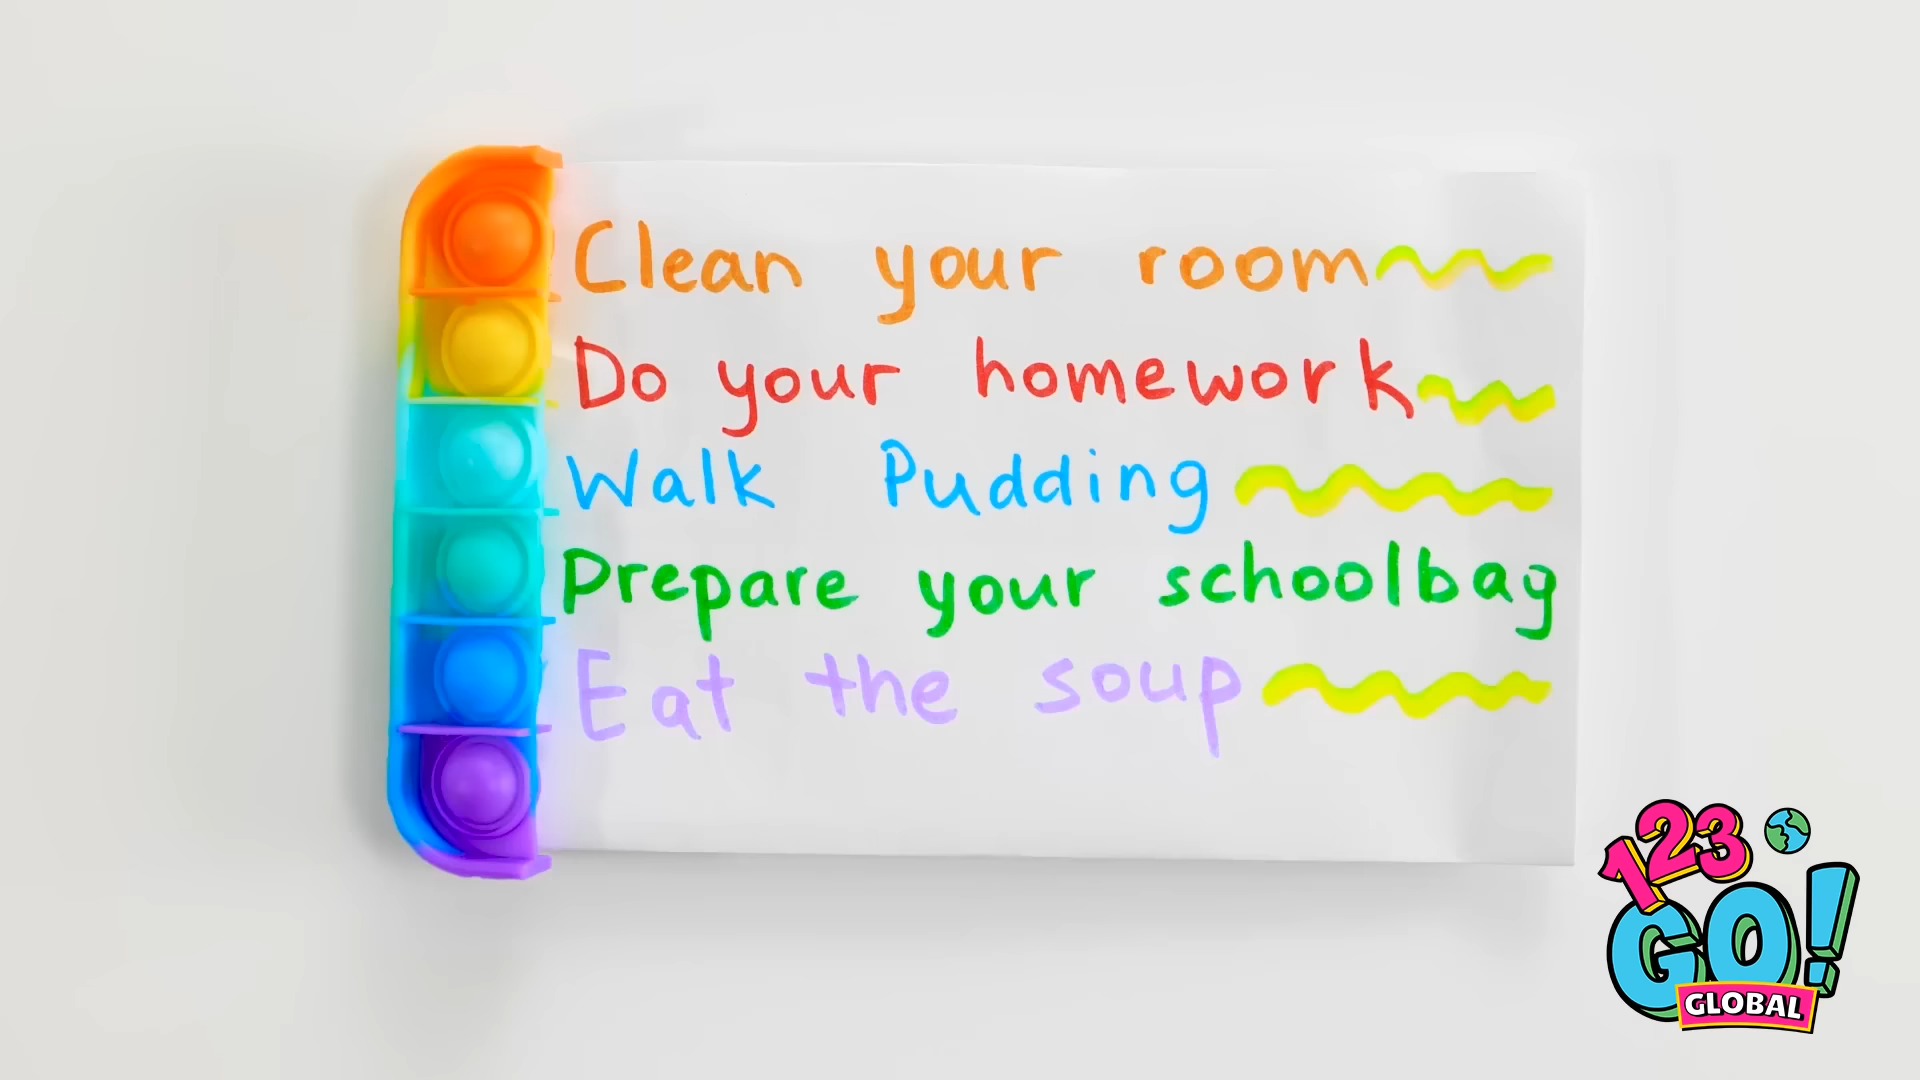 Clean your room
Do your homework
Walk Pudding
Prepare your schoolbag
Eat the soup
123
GO!
GLOBAL